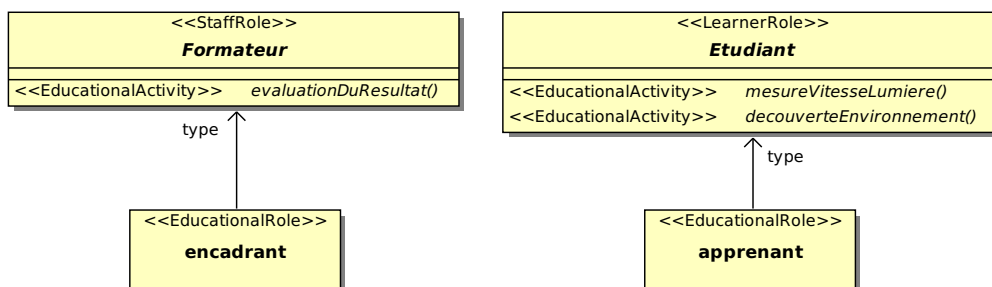 <<StaffRole>>
Formateur
<<EducationalActivity>> evaluationDuResultat()
type
<<EducationalRole>>
encadrant
<<LearnerRole>>
Etudiant
<<EducationalActivity>> mesureVitesseLumiere()
<<EducationalActivity>> decouverteEnvironnement()
type
<<EducationalRole>>
apprenant